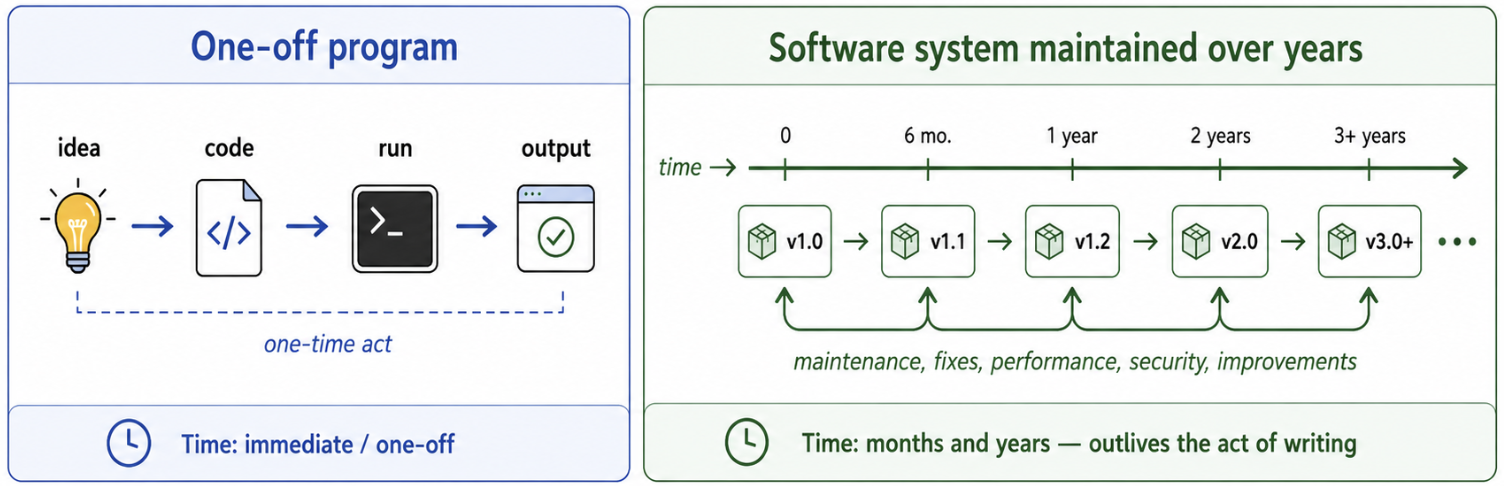 One-off program
idea
code
run
output
</>
>_
one-time act
Time: immediate / one-off
Software system maintained over years
time →
0
6 mo.
1 year
2 years
3+ years
v1.0
v1.1
v1.2
v2.0
v3.0+
•••
maintenance, fixes, performance, security, improvements
Time: months and years — outlives the act of writing